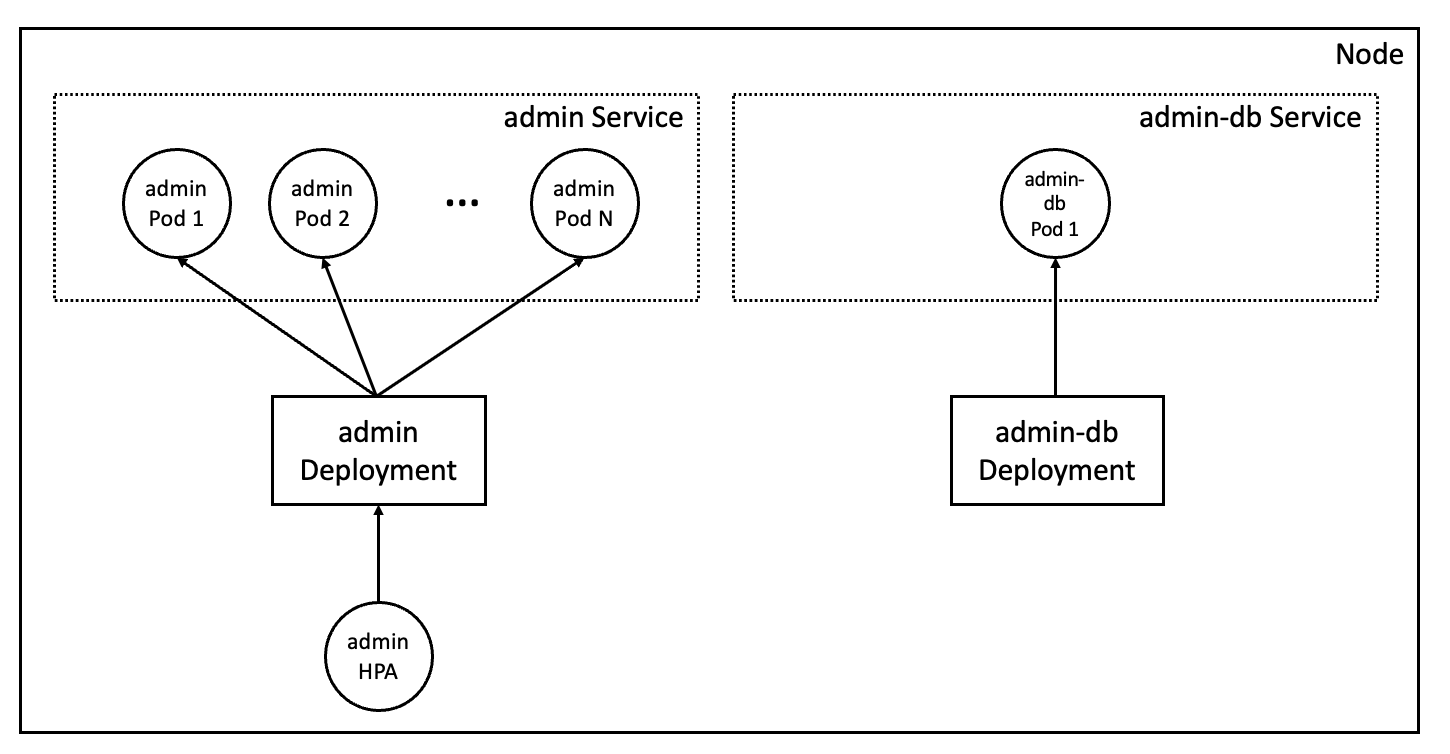 Node
admin Service
admin
Pod 1
admin
Pod 2
...
admin
Pod N
admin-db Service
admin-
db
Pod 1
admin
Deployment
admin-db
Deployment
admin
HPA